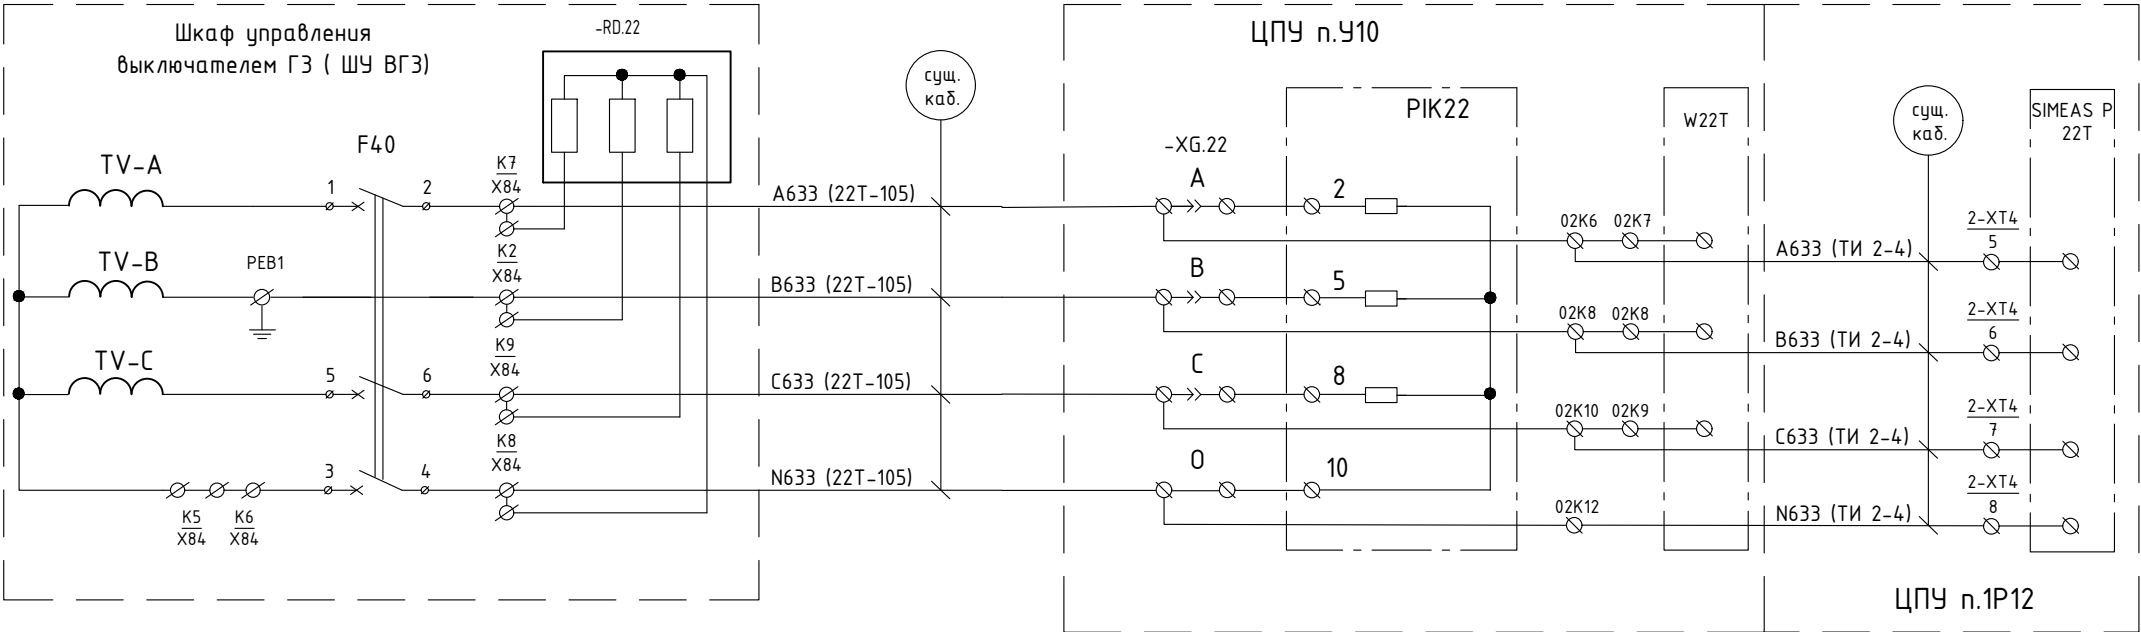 Шкаф управления
выключателем Г3 ( ШУ ВГ3)
-RD.22
F40
TV-A
1
2
K7
X84
TV-B
PEB1
K2
X84
TV-C
5
6
K9
X84
3
4
K8
X84
K5
X84
K6
X84
сущ.
каб.
A633 (22T-105)
B633 (22T-105)
C633 (22T-105)
N633 (22T-105)
ЦПУ п.У10
PIK22
W22T
-XG.22
A
2
02K6
02K7
B
5
02K8
02K8
C
8
02K10
02K9
0
10
02K12
сущ.
каб.
SIMEAS P
22T
A633 (ТИ 2-4)
2-XT4
5
B633 (ТИ 2-4)
2-XT4
6
C633 (ТИ 2-4)
2-XT4
7
N633 (ТИ 2-4)
2-XT4
8
ЦПУ п.1Р12